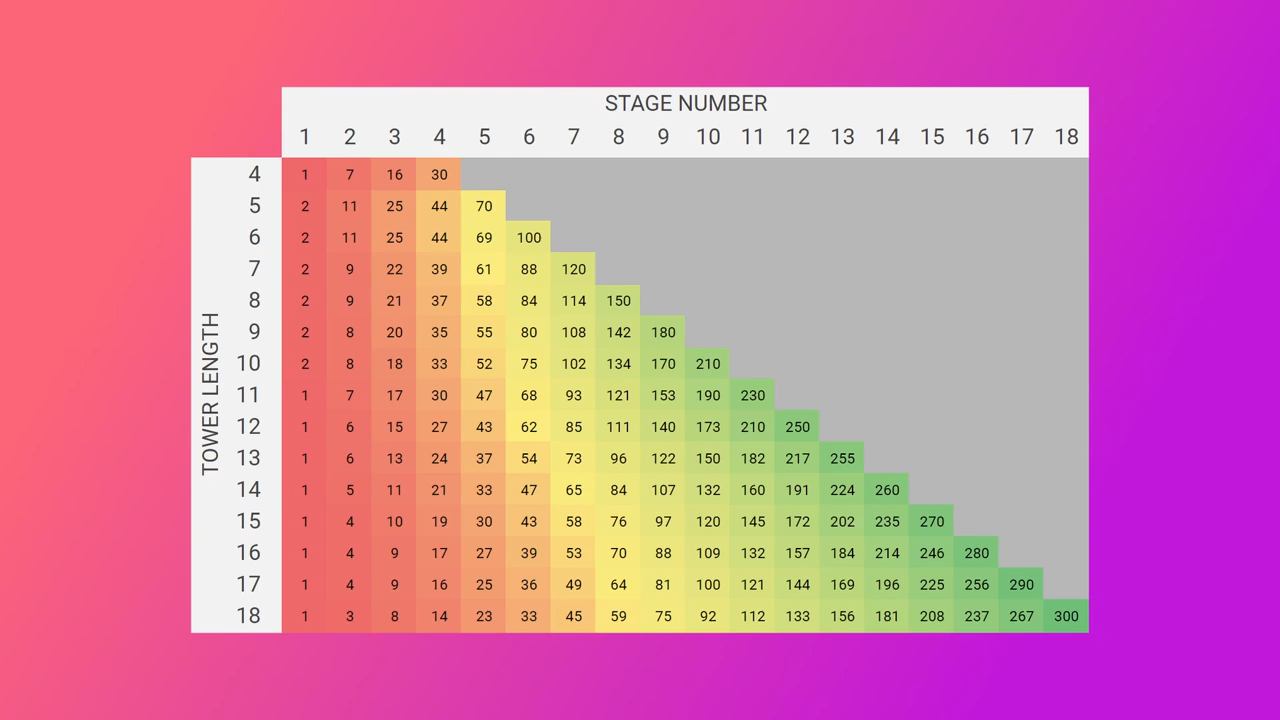 STAGE NUMBER
1 2 3 4 5 6 7 8 9 10 11 12 13 14 15 16 17 18
TOWER LENGTH
4 1 7 16 30
5 2 11 25 44 70
6 2 11 25 44 69 100
7 2 9 22 39 61 88 120
8 2 9 21 37 58 84 114 150
9 2 8 20 35 55 80 108 142 180
10 2 8 18 33 52 75 102 134 170 210
11 1 7 17 30 47 68 93 121 153 190 230
12 1 6 15 27 43 62 85 111 140 173 210 250
13 1 6 13 24 37 54 73 96 122 150 182 217 255
14 1 5 11 21 33 47 65 84 107 132 160 191 224 260
15 1 4 10 19 30 43 58 76 97 120 145 172 202 235 270
16 1 4 9 17 27 39 53 70 88 109 132 157 184 214 246 280
17 1 4 9 16 25 36 49 64 81 100 121 144 169 196 225 256 290
18 1 3 8 14 23 33 45 59 75 92 112 133 156 181 208 237 267 300